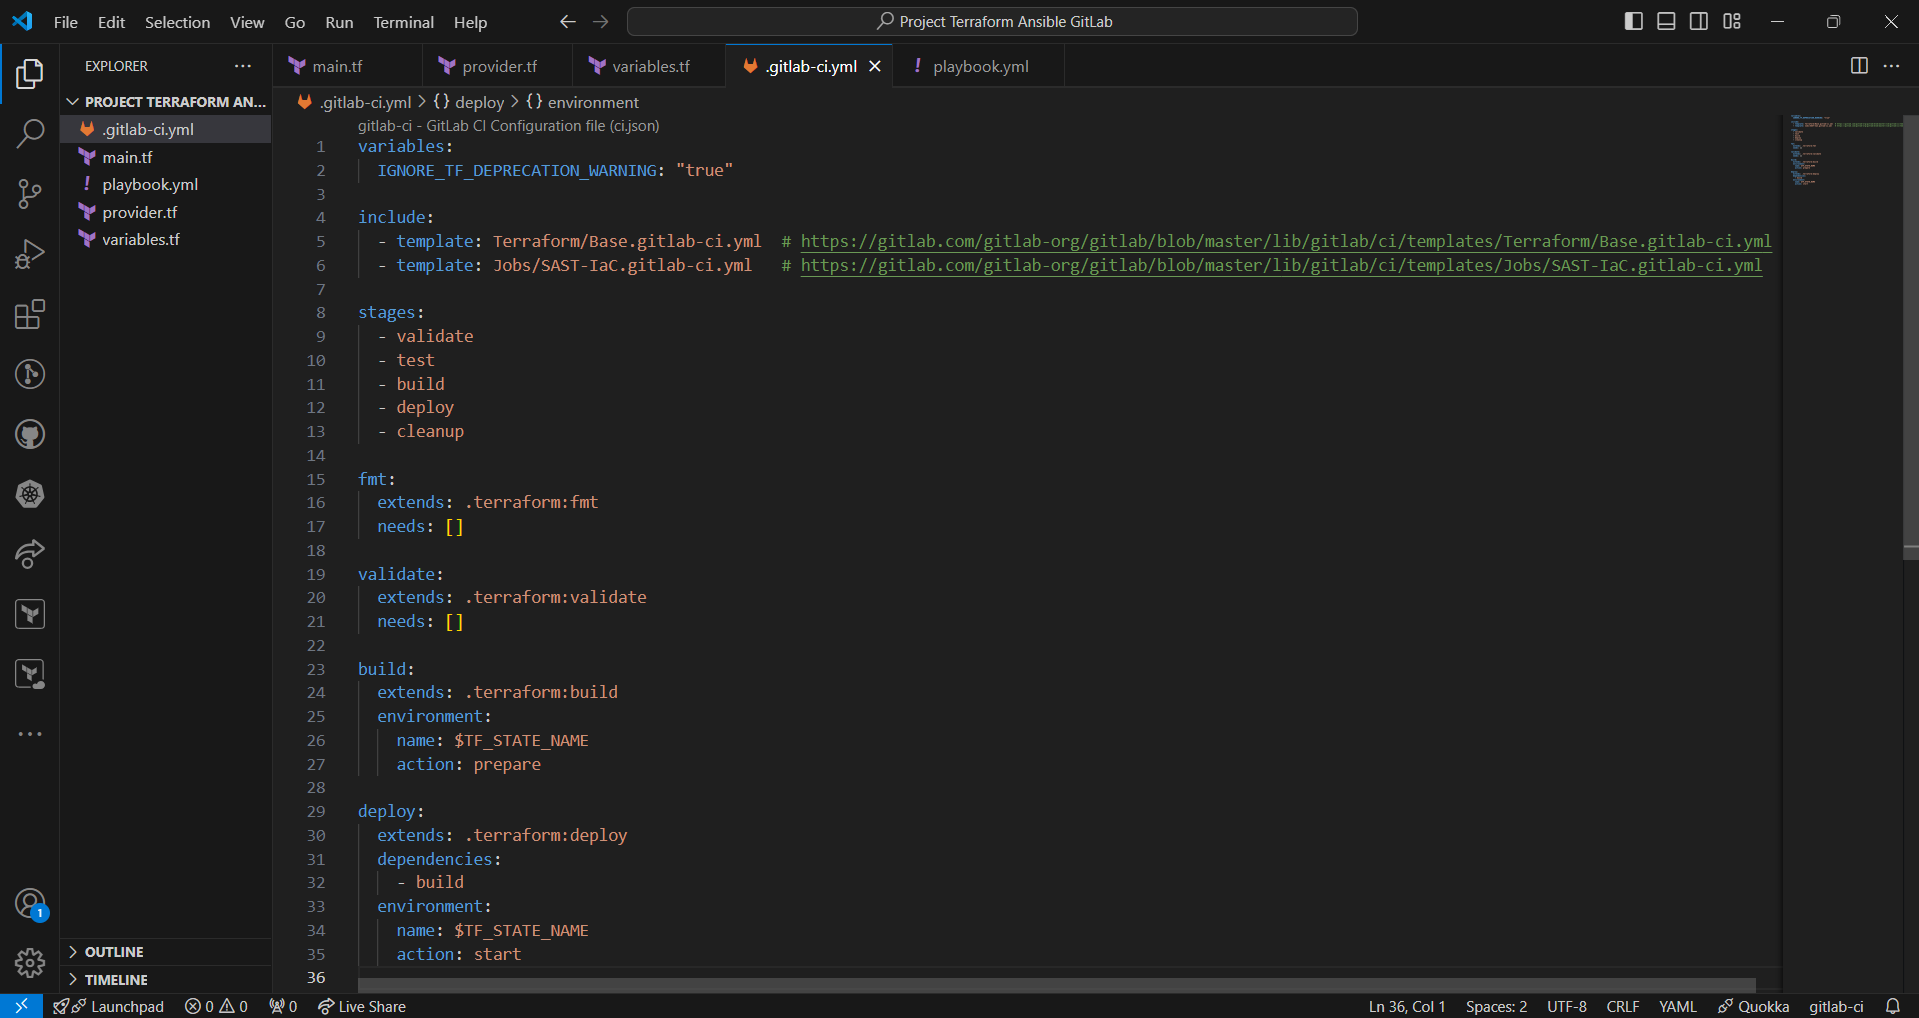 File Edit Selection View Go Run Terminal Help
Project Terraform Ansible GitLab
EXPLORER
main.tf
provider.tf
variables.tf
.gitlab-ci.yml
playbook.yml
PROJECT TERRAFORM AN...
.gitlab-ci.yml
main.tf
playbook.yml
provider.tf
variables.tf
.gitlab-ci.yml > {} deploy > {} environment
gitlab-ci - GitLab CI Configuration file (ci.json)
1 variables:
2 IGNORE_TF_DEPRECATION_WARNING: "true"
3
4 include:
5 - template: Terraform/Base.gitlab-ci.yml # https://gitlab.com/gitlab-org/gitlab/blob/master/lib/gitlab/ci/templates/Terraform/Base.gitlab-ci.yml
6 - template: Jobs/SAST-IaC.gitlab-ci.yml # https://gitlab.com/gitlab-org/gitlab/blob/master/lib/gitlab/ci/templates/Jobs/SAST-IaC.gitlab-ci.yml
7
8 stages:
9 - validate
10 - test
11 - build
12 - deploy
13 - cleanup
14
15 fmt:
16 extends: .terraform:fmt
17 needs: []
18
19 validate:
20 extends: .terraform:validate
21 needs: []
22
23 build:
24 extends: .terraform:build
25 environment:
26 name: $TF_STATE_NAME
27 action: prepare
28
29 deploy:
30 extends: .terraform:deploy
31 dependencies:
32 - build
33 environment:
34 name: $TF_STATE_NAME
35 action: start
36
1
OUTLINE
TIMELINE
Launchpad 0 0 0 Live Share
Ln 36, Col 1 Spaces: 2 UTF-8 CRLF YAML Quokka gitlab-ci